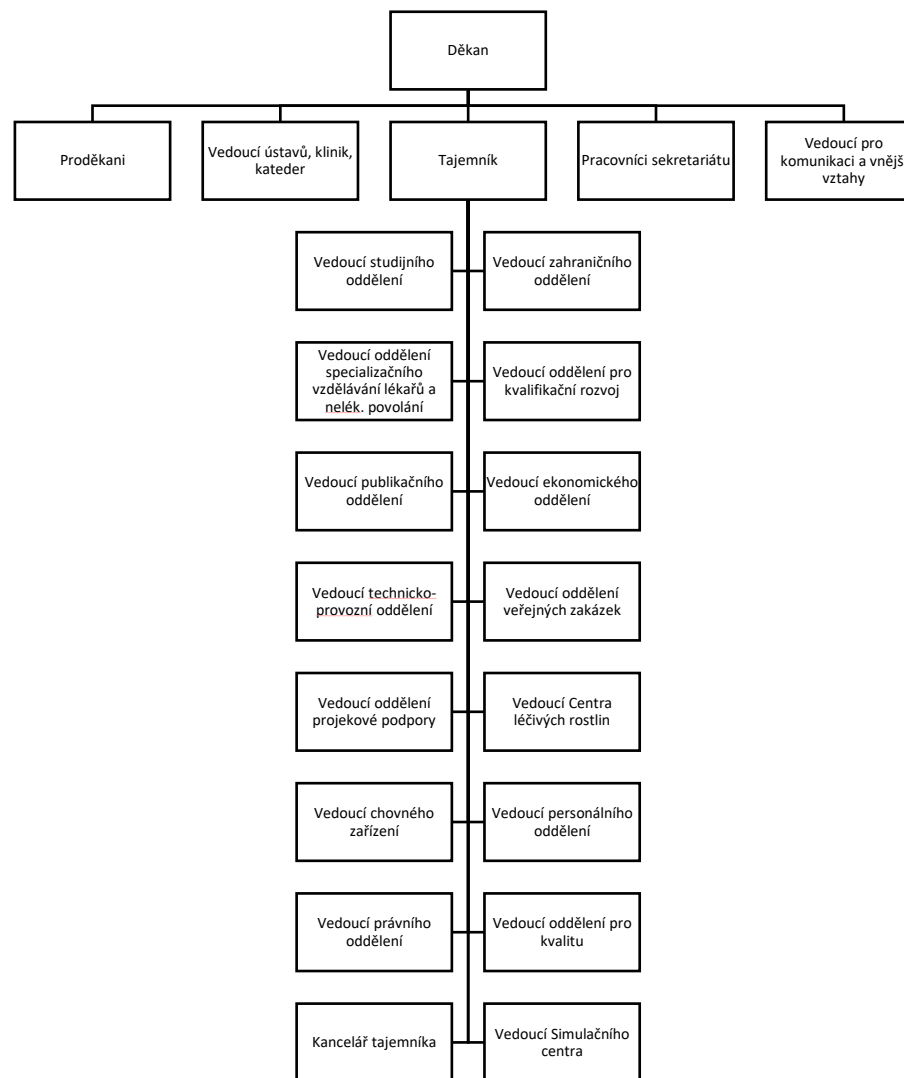 Děkan
Proděkani
Vedoucí ústavů, klinik,
kateder
Tajemník
Pracovníci sekretariátu
Vedoucí pro
komunikaci a vnějš
vztahy
Vedoucí studijního
oddělení
Vedoucí zahraničního
oddělení
Vedoucí oddělení
specializačního
vzdělávání lékařů a
nelék. povolání
Vedoucí oddělení pro
kvalifikační rozvoj
Vedoucí publikačního
oddělení
Vedoucí ekonomického
oddělení
Vedoucí technicko-
provozní oddělení
Vedoucí oddělení
veřejných zakázek
Vedoucí oddělení
projekové podpory
Vedoucí Centra
léčivých rostlin
Vedoucí chovného
zařízení
Vedoucí personálního
oddělení
Vedoucí právního
oddělení
Vedoucí oddělení pro
kvalitu
Kancelář tajemníka
Vedoucí Simulačního
centra